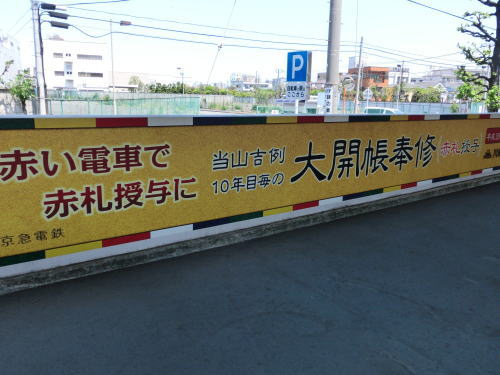 赤い電車で
赤札授与に
京急電鉄
当山吉例
10年目毎の
大開帳奉修
赤札授与
P